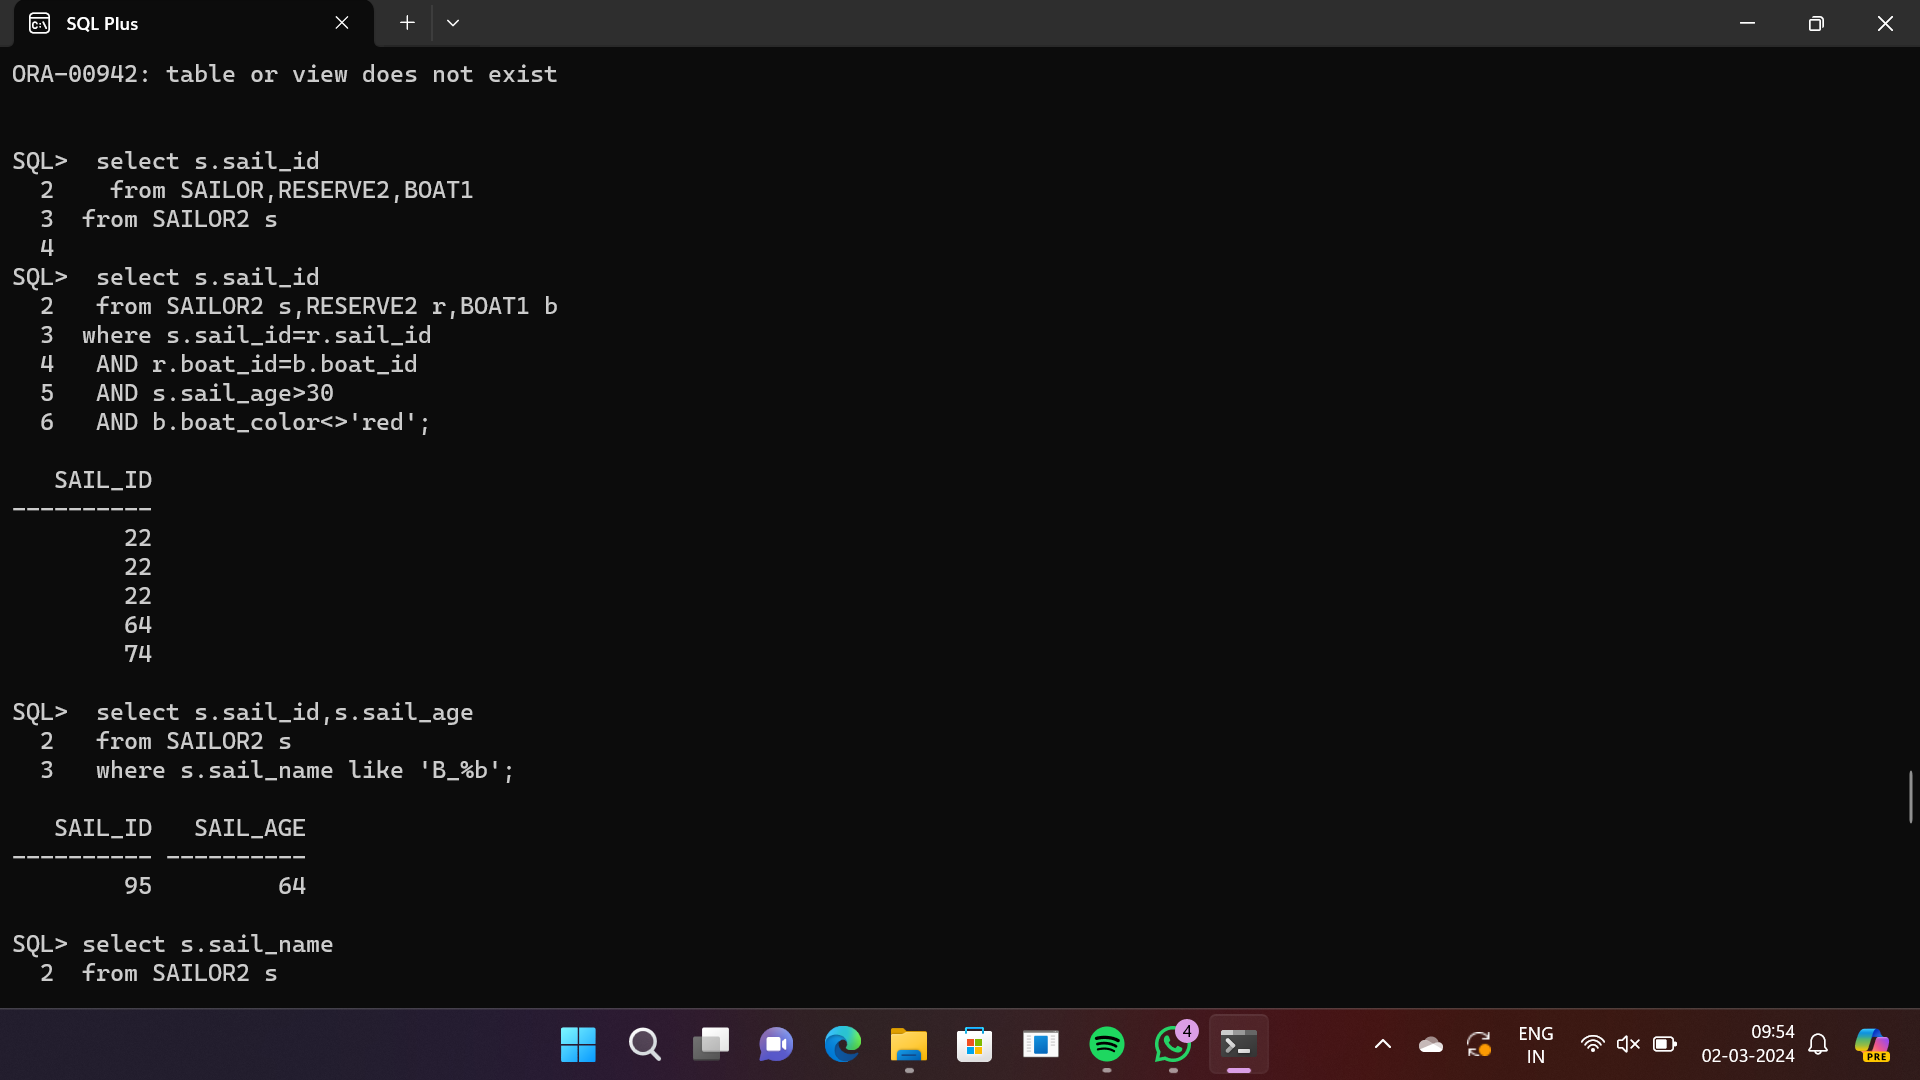 SQL Plus
ORA-00942: table or view does not exist
SQL>  select s.sail_id
  2    from SAILOR,RESERVE2,BOAT1
  3  from SAILOR2 s
  4
SQL>  select s.sail_id
  2   from SAILOR2 s,RESERVE2 r,BOAT1 b
  3  where s.sail_id=r.sail_id
  4   AND r.boat_id=b.boat_id
  5   AND s.sail_age>30
  6   AND b.boat_color<>'red';
   SAIL_ID
----------
        22
        22
        22
        64
        74
SQL>  select s.sail_id,s.sail_age
  2   from SAILOR2 s
  3   where s.sail_name like 'B_%b';
   SAIL_ID   SAIL_AGE
---------- ----------
        95         64
SQL> select s.sail_name
  2  from SAILOR2 s
4
ENG
IN
09:54
02-03-2024
PRE